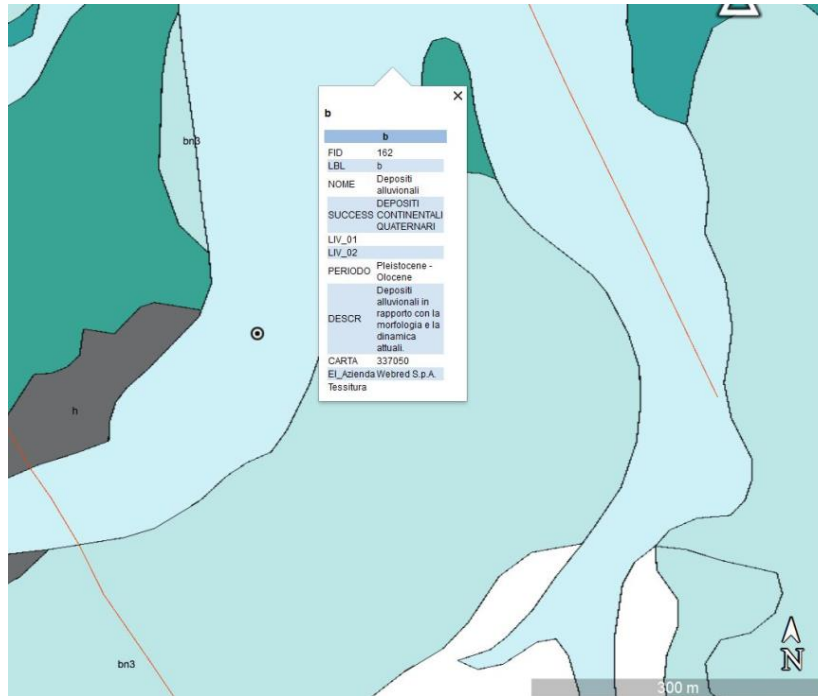 bn3
b
b
FID 162
LBL b
NOME Depositi
alluvionali
SUCCESS DEPOSITI
CONTINENTALI
QUATERNARI
LIV_01
LIV_02
PERIODO Pleistocene -
Olocene
DESCR Depositi
alluvionali in
rapporto con la
morfologia e la
dinamica
attuali.
CARTA 337050
El_Azienda Webred S.p.A.
Tessitura
h
bn3
N
300 m